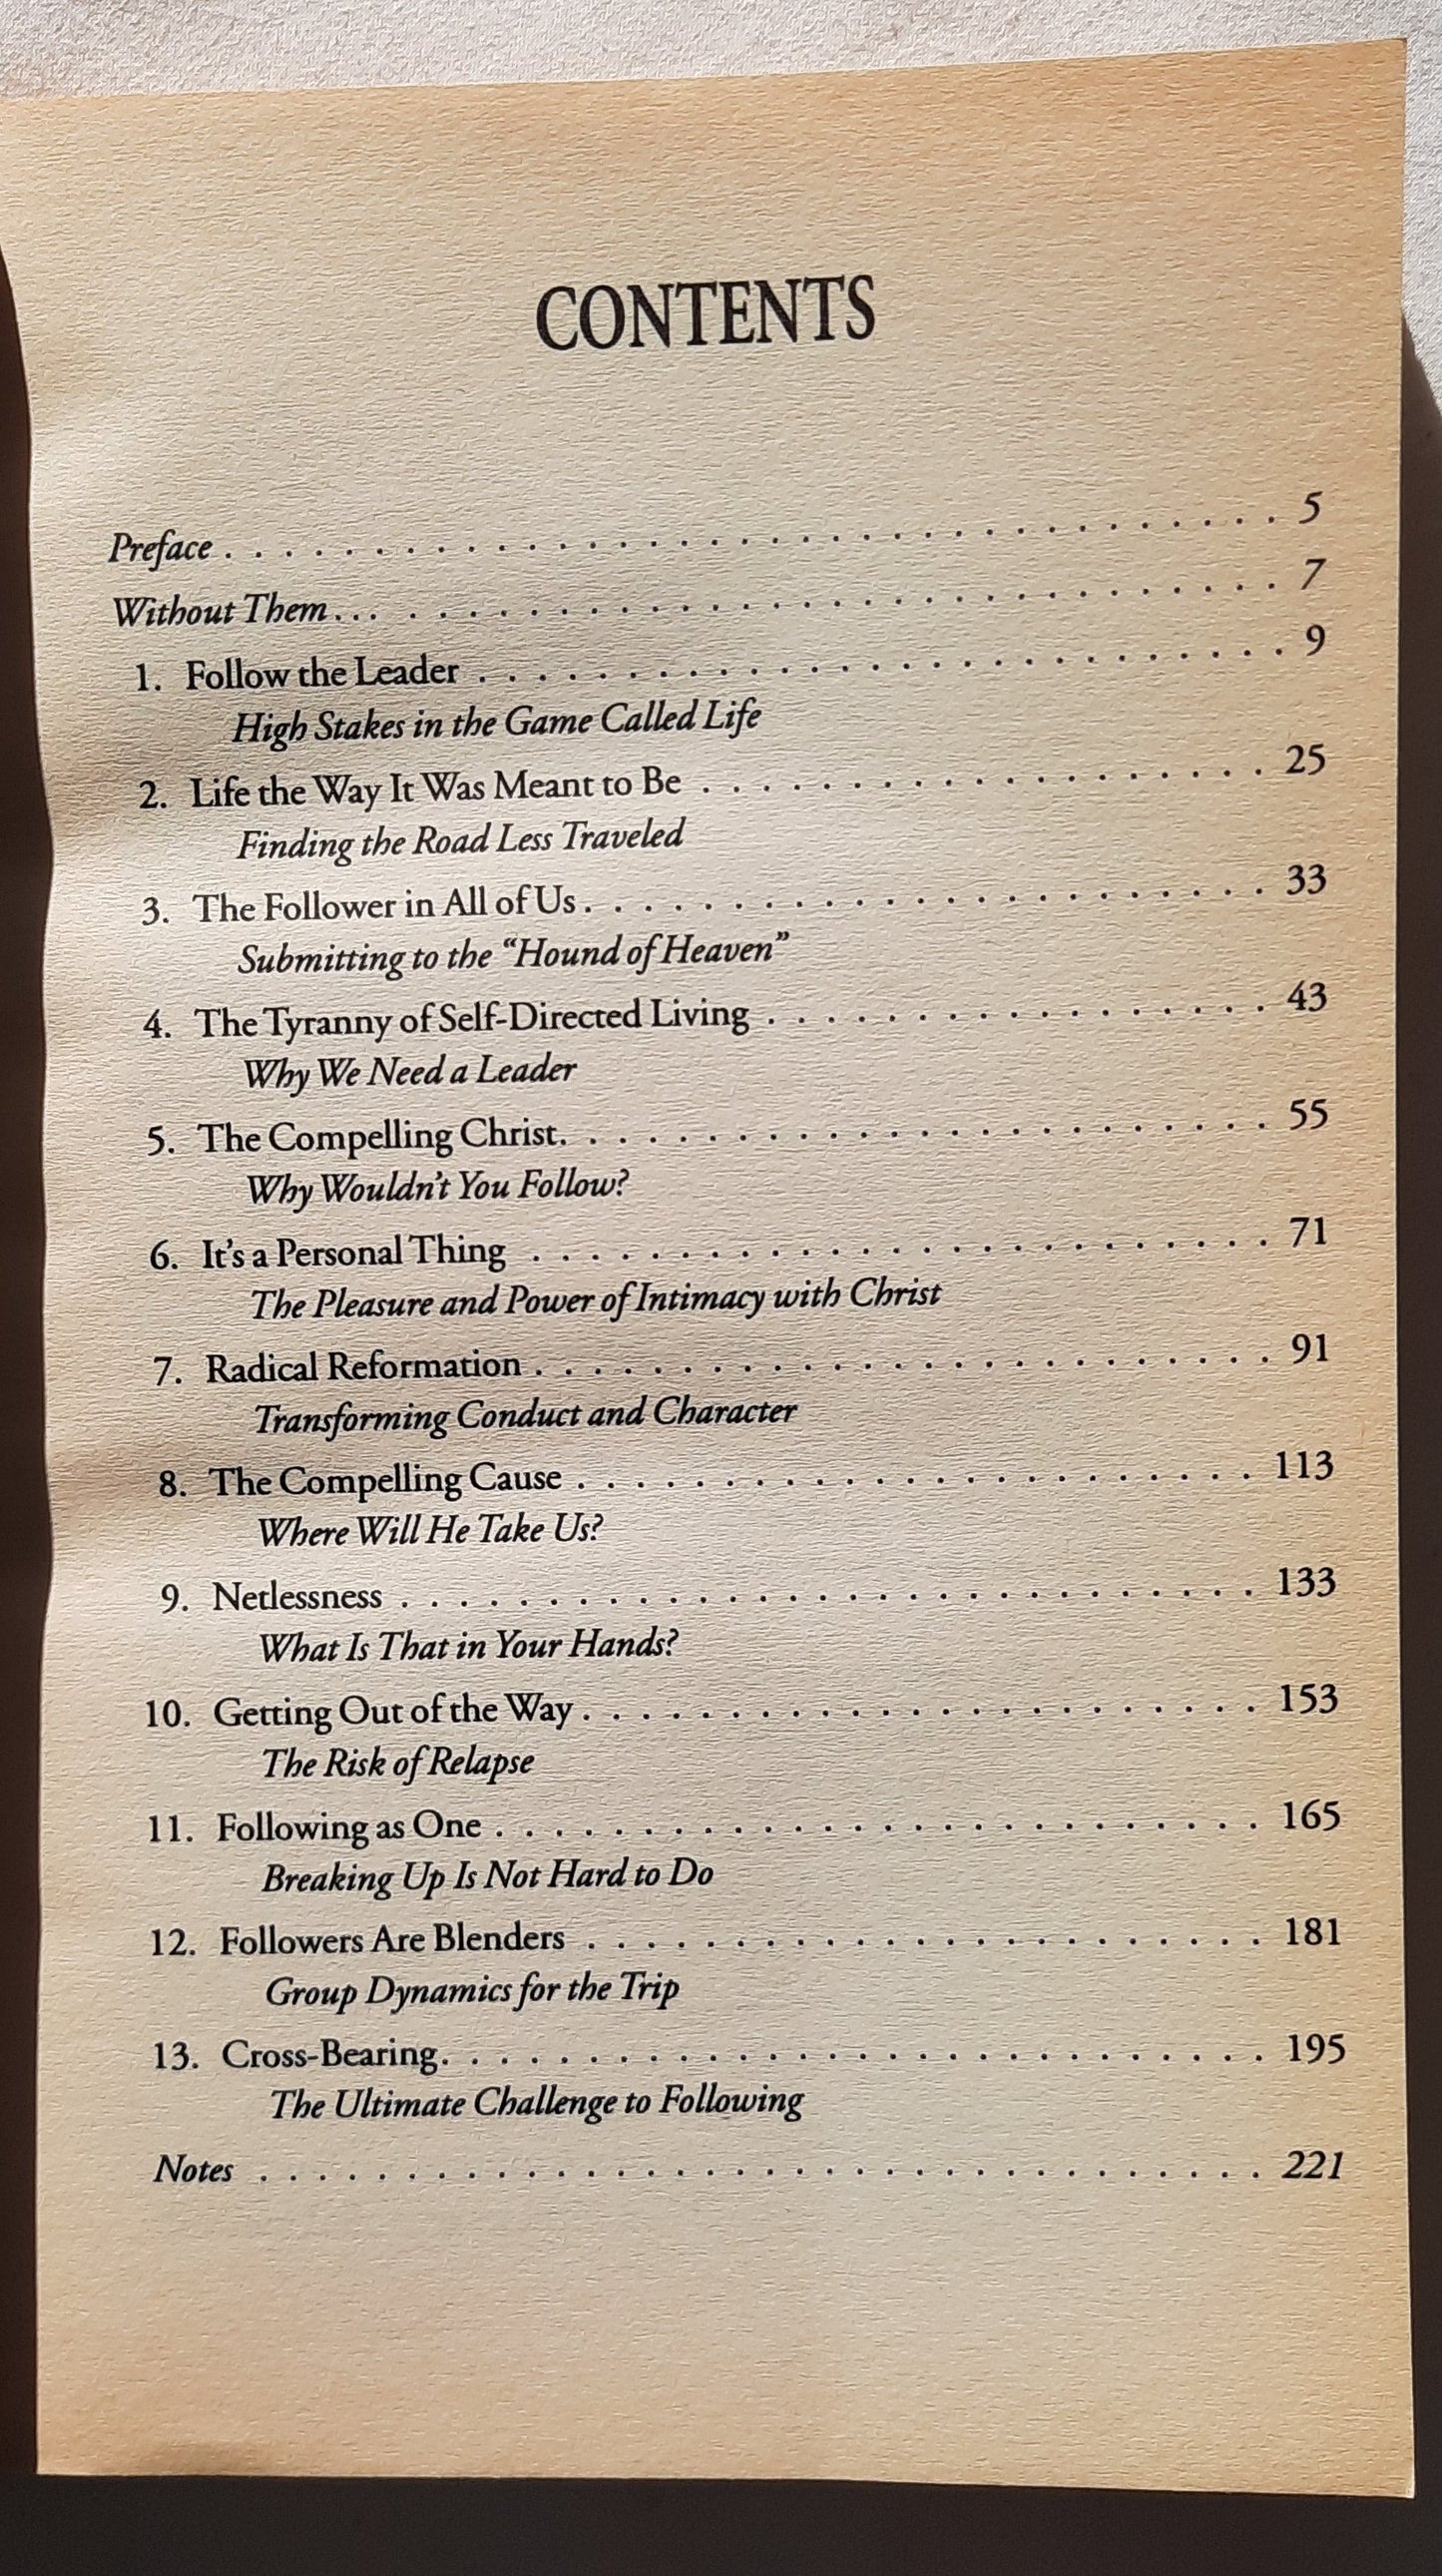 CONTENTS
Preface . . . . . . . . . . . . . . . . . . . . . . . . . . . . . . . . . . . 5
Without Them... . . . . . . . . . . . . . . . . . . . . . . . . . . . . . 7
1. Follow the Leader . . . . . . . . . . . . . . . . . . . . . . . . . . . 9
High Stakes in the Game Called Life
2. Life the Way It Was Meant to Be . . . . . . . . . . . . . . . . . . . 25
Finding the Road Less Traveled
3. The Follower in All of Us . . . . . . . . . . . . . . . . . . . . . . . 33
Submitting to the “Hound of Heaven”
4. The Tyranny of Self-Directed Living . . . . . . . . . . . . . . . . . 43
Why We Need a Leader
5. The Compelling Christ. . . . . . . . . . . . . . . . . . . . . . . . 55
Why Wouldn’t You Follow?
6. It’s a Personal Thing . . . . . . . . . . . . . . . . . . . . . . . . . 71
The Pleasure and Power of Intimacy with Christ
7. Radical Reformation . . . . . . . . . . . . . . . . . . . . . . . . . 91
Transforming Conduct and Character
8. The Compelling Cause . . . . . . . . . . . . . . . . . . . . . . . 113
Where Will He Take Us?
9. Netlessness . . . . . . . . . . . . . . . . . . . . . . . . . . . . . 133
What Is That in Your Hands?
10. Getting Out of the Way . . . . . . . . . . . . . . . . . . . . . . . 153
The Risk of Relapse
11. Following as One . . . . . . . . . . . . . . . . . . . . . . . . . . 165
Breaking Up Is Not Hard to Do
12. Followers Are Blenders . . . . . . . . . . . . . . . . . . . . . . . 181
Group Dynamics for the Trip
13. Cross-Bearing. . . . . . . . . . . . . . . . . . . . . . . . . . . . 195
The Ultimate Challenge to Following
Notes . . . . . . . . . . . . . . . . . . . . . . . . . . . . . . . . . . 221